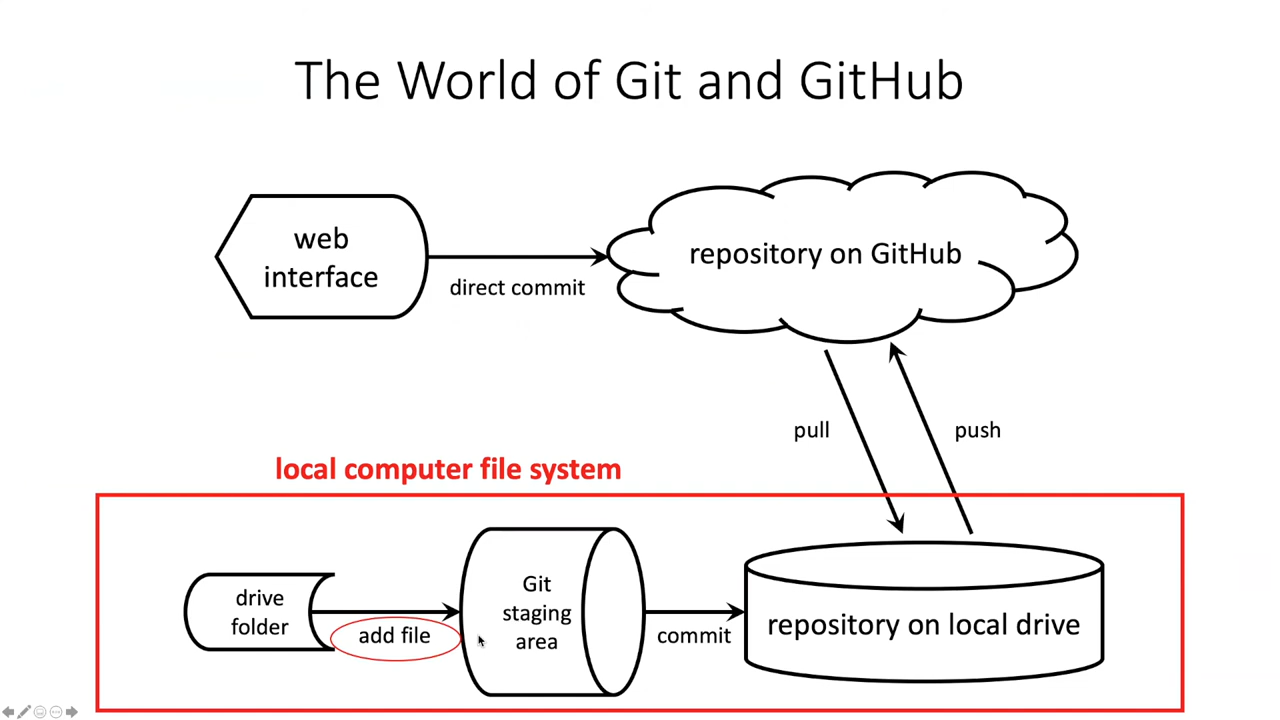 The World of Git and GitHub
web
interface
direct commit
repository on GitHub
pull
push
local computer file system
drive
folder
add file
Git
staging
area
commit
repository on local drive